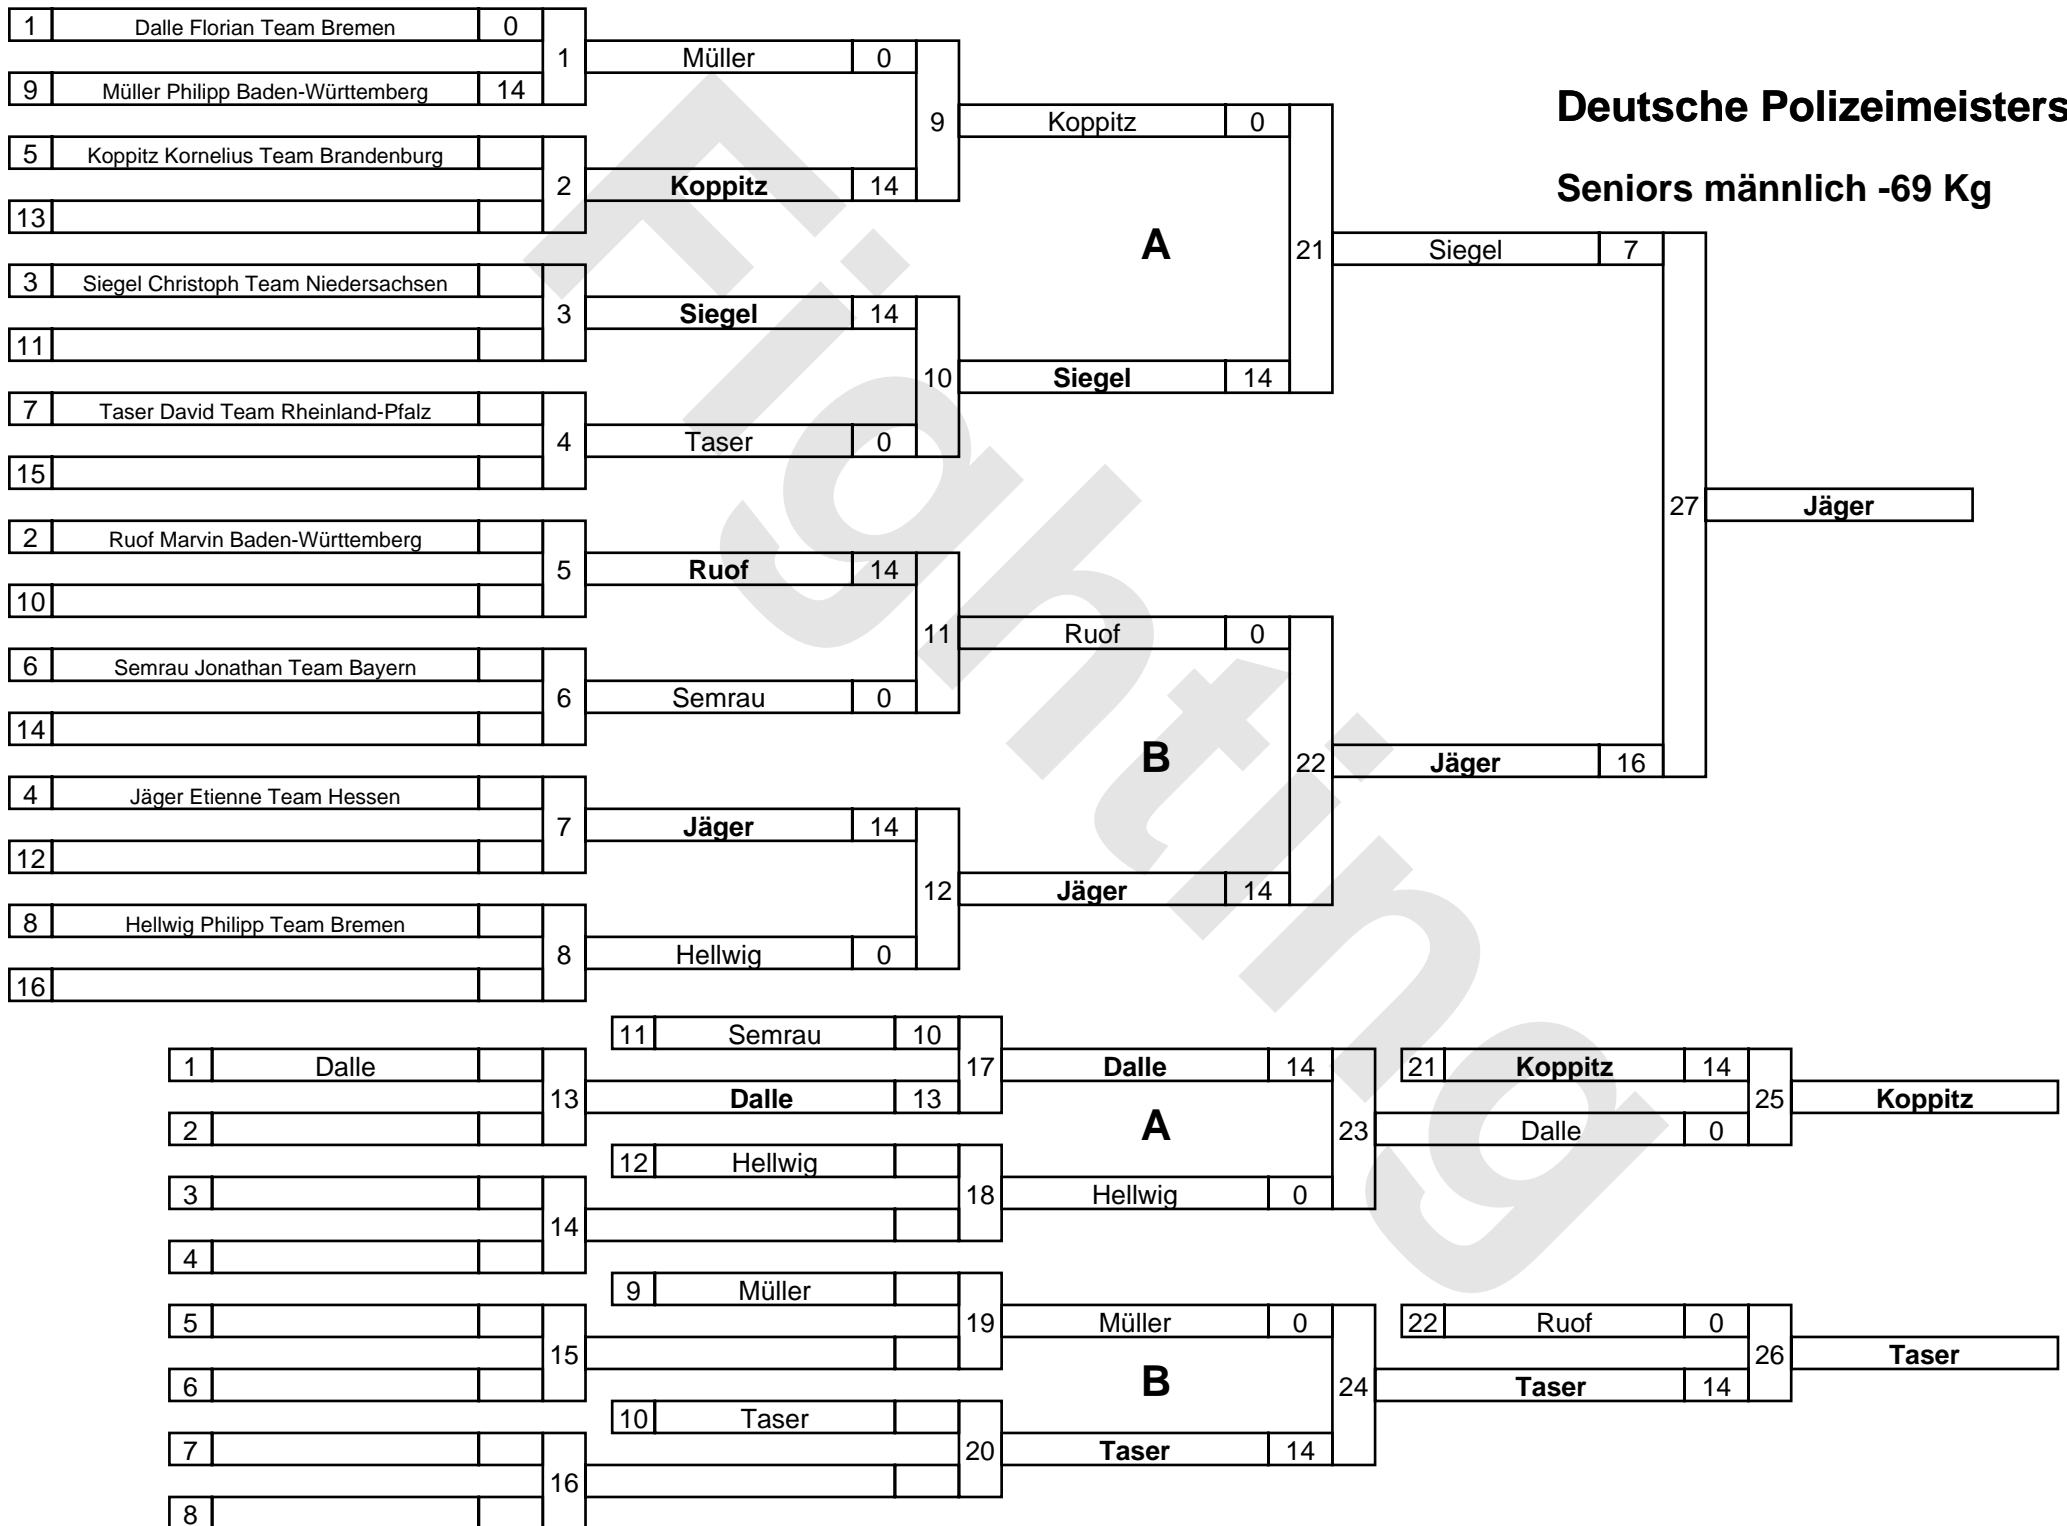 1 Dalle Florian Team Bremen 0
1 Müller 0
9 Müller Philipp Baden-Württemberg 14
Deutsche Polizeimeisters
9 Koppitz 0
5 Koppitz Kornelius Team Brandenburg
2 Koppitz 14
Seniors männlich -69 Kg
13
A 21 Siegel 7
3 Siegel Christoph Team Niedersachsen
3 Siegel 14
11
10 Siegel 14
7 Taser David Team Rheinland-Pfalz
4 Taser 0
15
27 Jäger
2 Ruof Marvin Baden-Württemberg
5 Ruof 14
10
11 Ruof 0
6 Semrau Jonathan Team Bayern
6 Semrau 0
14
B 22 Jäger 16
4 Jäger Etienne Team Hessen
7 Jäger 14
12
12 Jäger 14
8 Hellwig Philipp Team Bremen
8 Hellwig 0
16
11 Semrau 10
1 Dalle 17 Dalle 14 21 Koppitz 14
13 Dalle 13 25 Koppitz
2 A 23 Dalle 0
12 Hellwig
3 18 Hellwig 0
14
4
9 Müller
5 19 Müller 0 22 Ruof 0
15 26 Taser
6 B 24 Taser 14
10 Taser
7 20 Taser 14
16
8
Fighting